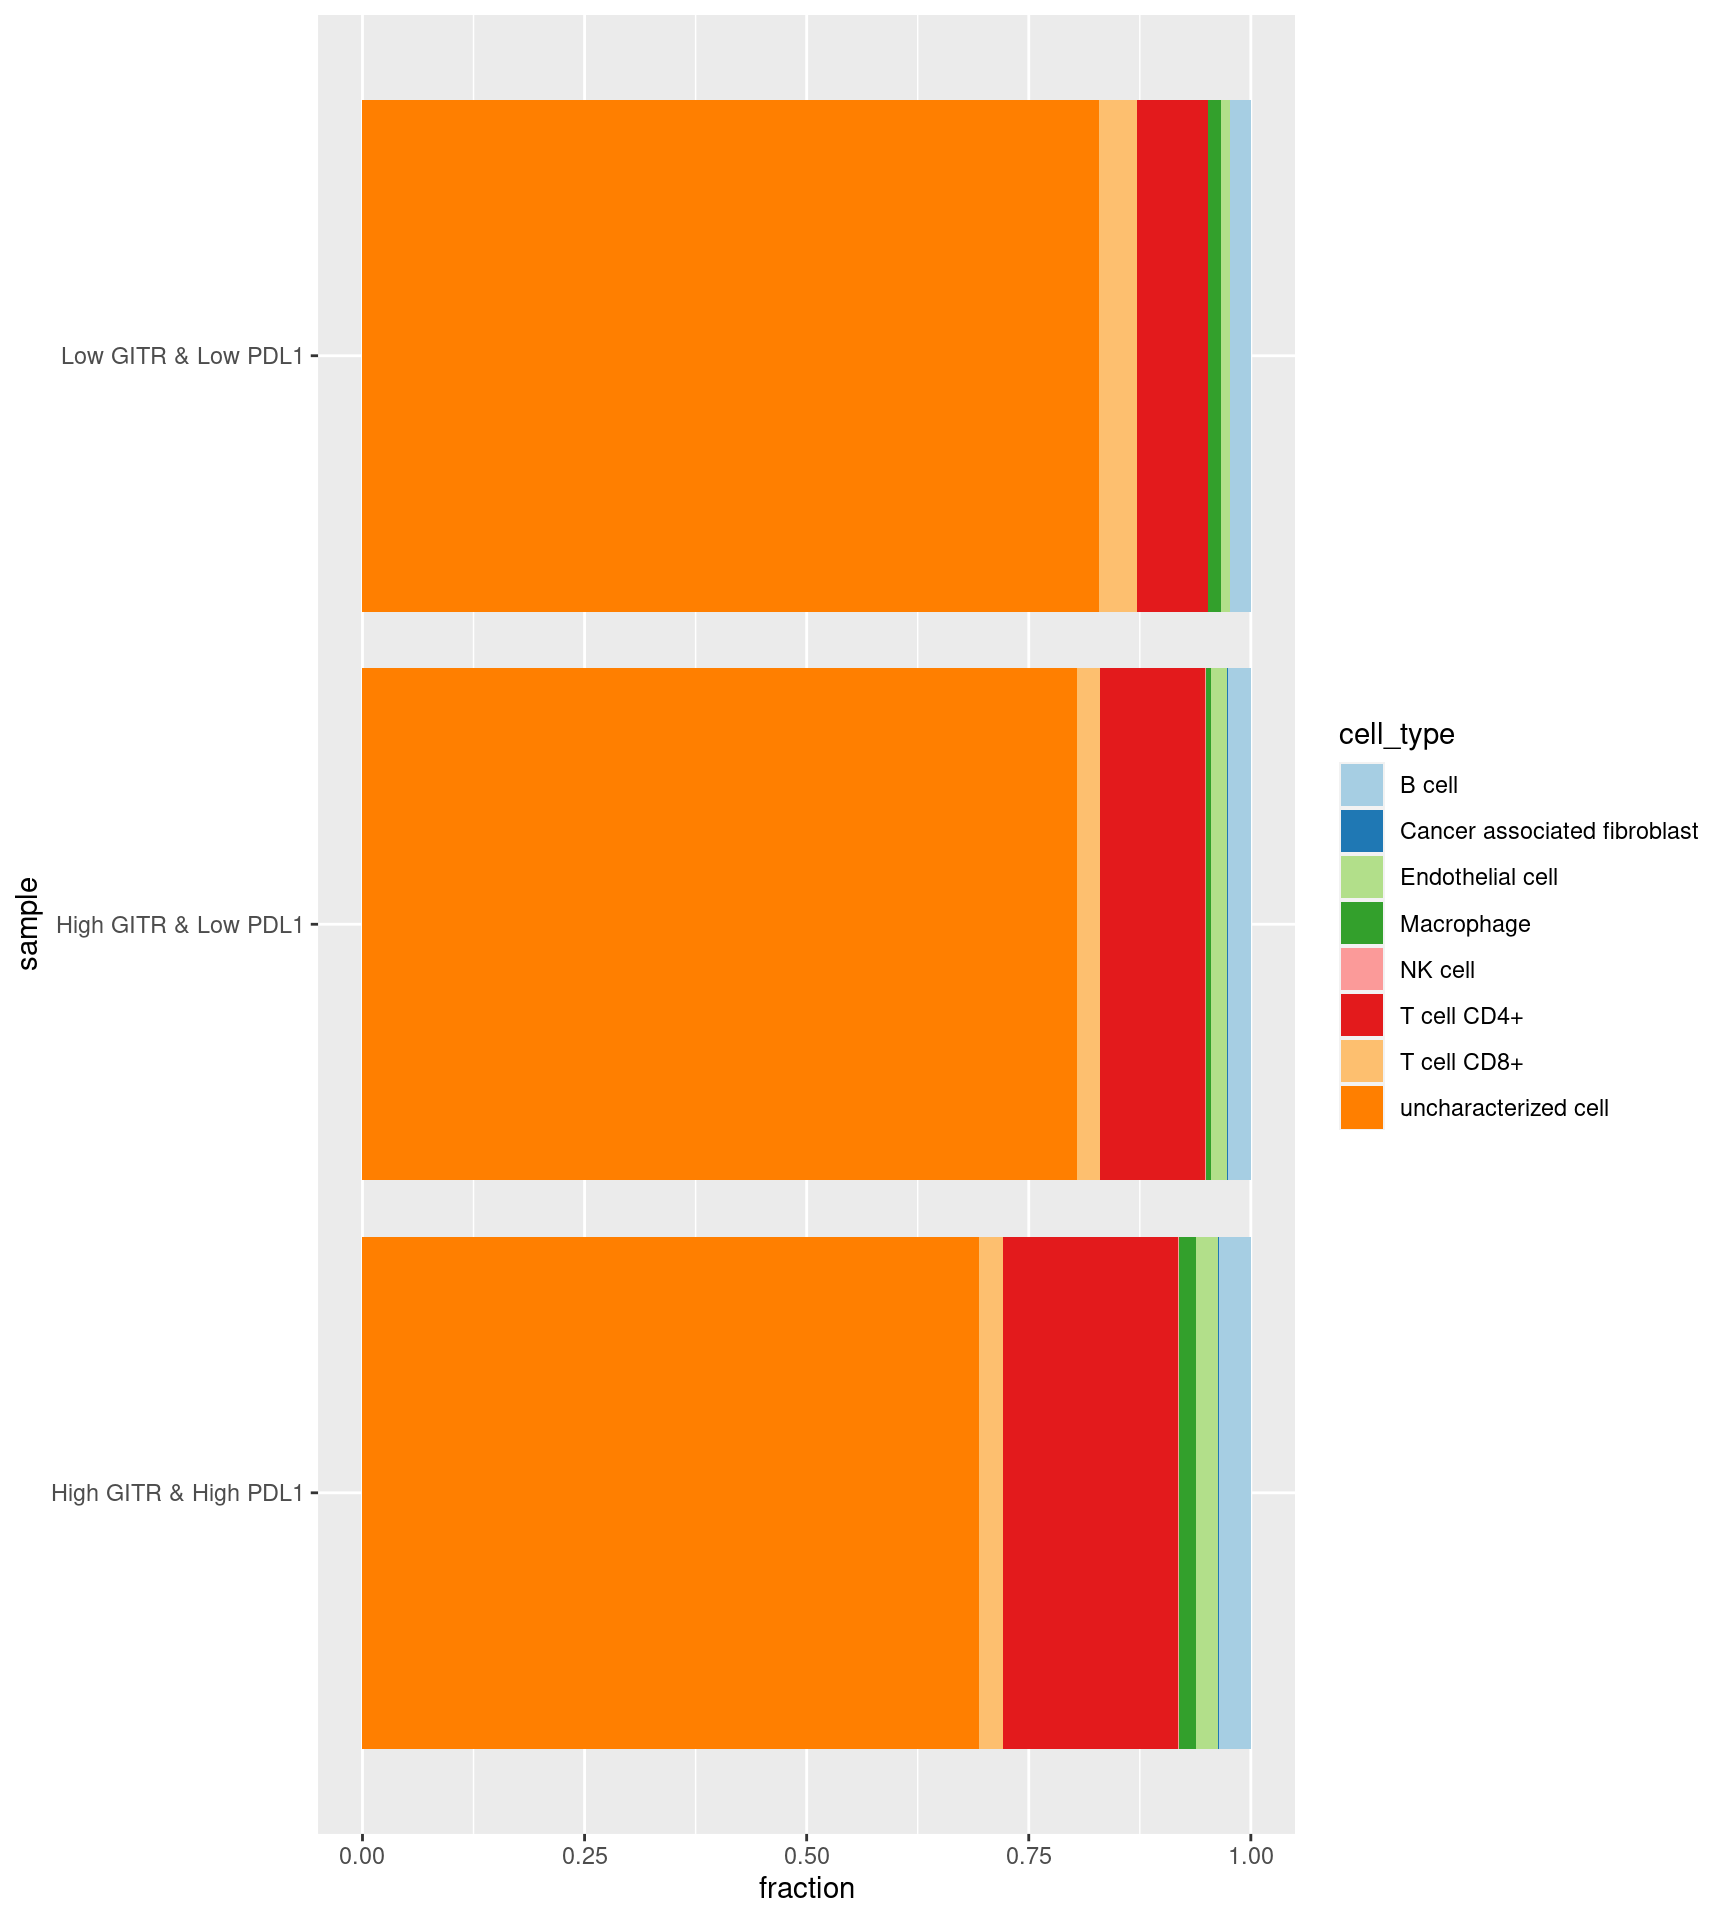 Low GITR & Low PDL1
High GITR & Low PDL1
High GITR & High PDL1
sample
0.00
0.25
0.50
0.75
1.00
fraction
cell_type
B cell
Cancer associated fibroblast
Endothelial cell
Macrophage
NK cell
T cell CD4+
T cell CD8+
uncharacterized cell